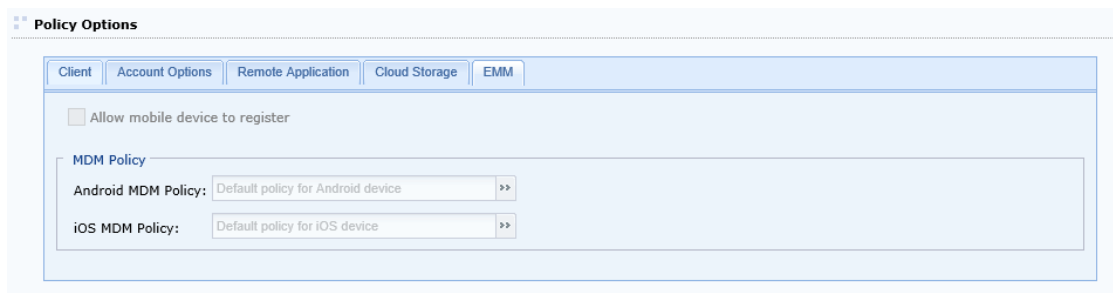 Policy Options
Client Account Options Remote Application Cloud Storage EMM
Allow mobile device to register
MDM Policy
Android MDM Policy: Default policy for Android device >>
iOS MDM Policy: Default policy for iOS device >>